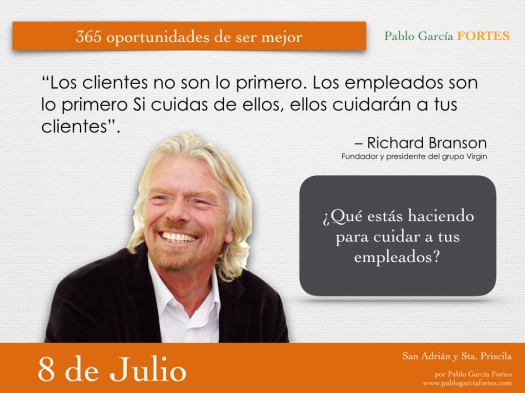 365 oportunidades de ser mejor
Pablo García FORTES
“Los clientes no son lo primero. Los empleados son
lo primero Si cuidas de ellos, ellos cuidarán a tus
clientes”.
– Richard Branson
Fundador y presidente del grupo Virgin
¿Qué estás haciendo
para cuidar a tus
empleados?
8 de Julio
San Adrián y Sta. Priscila
por Pablo García Fortes
www.pablogarciafortes.com